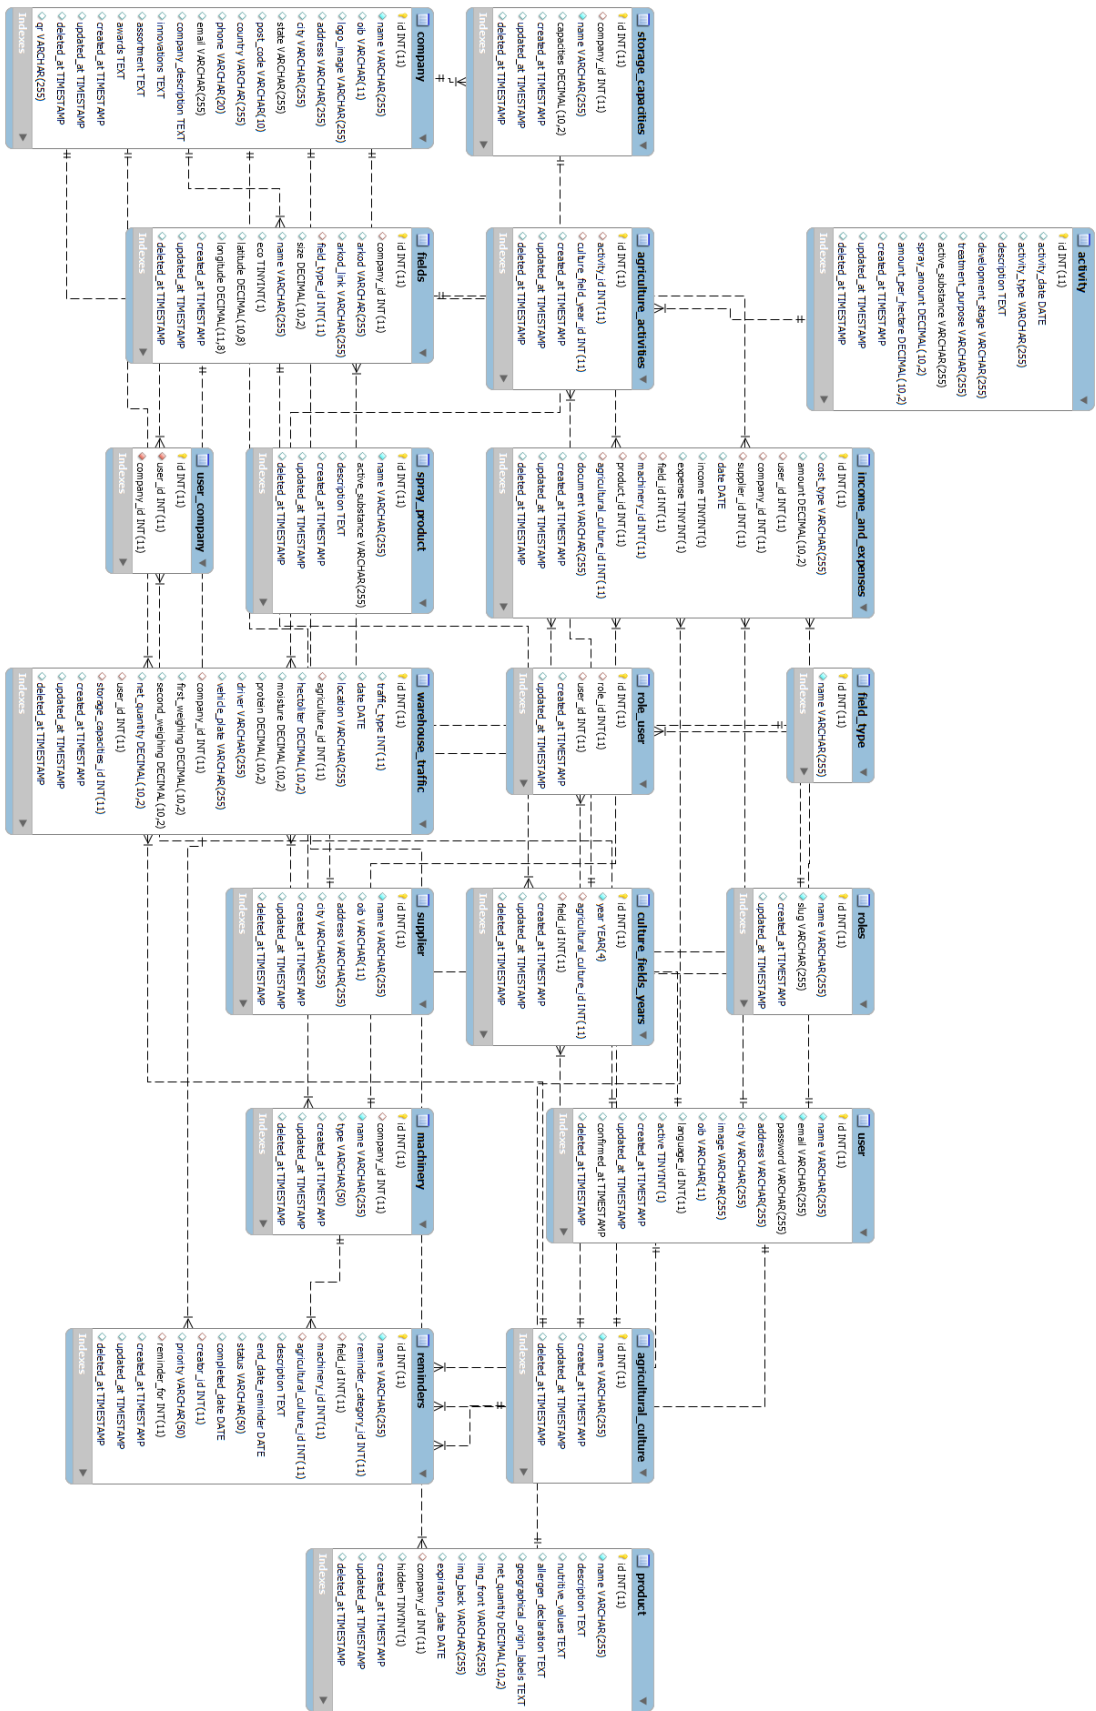 activity
id INT(11)
activity_date DATE
activity_type VARCHAR(255)
description TEXT
development_stage VARCHAR(255)
treatment_purpose VARCHAR(255)
active_substance VARCHAR(255)
spray_amount DECIMAL(10,2)
amount_per_hectare DECIMAL(10,2)
created_at TIMESTAMP
updated_at TIMESTAMP
deleted_at TIMESTAMP
Indexes
storage_capacities
id INT(11)
company_id INT(11)
name VARCHAR(255)
capacities DECIMAL(10,2)
created_at TIMESTAMP
updated_at TIMESTAMP
deleted_at TIMESTAMP
Indexes
company
id INT(11)
name VARCHAR(255)
oib VARCHAR(11)
logo_image VARCHAR(255)
address VARCHAR(255)
city VARCHAR(255)
state VARCHAR(255)
post_code VARCHAR(10)
country VARCHAR(255)
phone VARCHAR(20)
email VARCHAR(255)
company_description TEXT
innovations TEXT
assortment TEXT
awards TEXT
created_at TIMESTAMP
updated_at TIMESTAMP
deleted_at TIMESTAMP
qr VARCHAR(255)
Indexes
agriculture_activities
id INT(11)
activity_id INT(11)
culture_field_year_id INT(11)
created_at TIMESTAMP
updated_at TIMESTAMP
deleted_at TIMESTAMP
Indexes
fields
id INT(11)
company_id INT(11)
arkod VARCHAR(255)
arkod_link VARCHAR(255)
field_type_id INT(11)
size DECIMAL(10,2)
name VARCHAR(255)
eco TINYINT(1)
latitude DECIMAL(10,8)
longitude DECIMAL(11,8)
created_at TIMESTAMP
updated_at TIMESTAMP
deleted_at TIMESTAMP
Indexes
income_and_expenses
id INT(11)
cost_type VARCHAR(255)
amount DECIMAL(10,2)
user_id INT(11)
company_id INT(11)
supplier_id INT(11)
date DATE
income TINYINT(1)
expense TINYINT(1)
field_id INT(11)
machinery_id INT(11)
product_id INT(11)
agricultural_culture_id INT(11)
document VARCHAR(255)
created_at TIMESTAMP
updated_at TIMESTAMP
deleted_at TIMESTAMP
Indexes
spray_product
id INT(11)
name VARCHAR(255)
active_substance VARCHAR(255)
description TEXT
created_at TIMESTAMP
updated_at TIMESTAMP
deleted_at TIMESTAMP
Indexes
user_company
id INT(11)
user_id INT(11)
company_id INT(11)
Indexes
field_type
id INT(11)
name VARCHAR(255)
Indexes
role_user
id INT(11)
role_id INT(11)
user_id INT(11)
created_at TIMESTAMP
updated_at TIMESTAMP
Indexes
warehouse_traffic
id INT(11)
traffic_type INT(11)
date DATE
location VARCHAR(255)
agriculture_id INT(11)
hectoliter DECIMAL(10,2)
moisture DECIMAL(10,2)
protein DECIMAL(10,2)
driver VARCHAR(255)
vehicle_plate VARCHAR(255)
company_id INT(11)
first_weighing DECIMAL(10,2)
second_weighing DECIMAL(10,2)
net_quantity DECIMAL(10,2)
user_id INT(11)
storage_capacities_id INT(11)
created_at TIMESTAMP
updated_at TIMESTAMP
deleted_at TIMESTAMP
Indexes
roles
id INT(11)
name VARCHAR(255)
slug VARCHAR(255)
created_at TIMESTAMP
updated_at TIMESTAMP
Indexes
culture_fields_years
id INT(11)
year YEAR(4)
agricultural_culture_id INT(11)
field_id INT(11)
created_at TIMESTAMP
updated_at TIMESTAMP
deleted_at TIMESTAMP
Indexes
supplier
id INT(11)
name VARCHAR(255)
oib VARCHAR(11)
address VARCHAR(255)
city VARCHAR(255)
created_at TIMESTAMP
updated_at TIMESTAMP
deleted_at TIMESTAMP
Indexes
user
id INT(11)
name VARCHAR(255)
email VARCHAR(255)
password VARCHAR(255)
address VARCHAR(255)
city VARCHAR(255)
image VARCHAR(255)
oib VARCHAR(11)
language_id INT(11)
active TINYINT(1)
created_at TIMESTAMP
updated_at TIMESTAMP
confirmed_at TIMESTAMP
deleted_at TIMESTAMP
Indexes
machinery
id INT(11)
company_id INT(11)
name VARCHAR(255)
type VARCHAR(50)
created_at TIMESTAMP
updated_at TIMESTAMP
deleted_at TIMESTAMP
Indexes
agricultural_culture
id INT(11)
name VARCHAR(255)
created_at TIMESTAMP
updated_at TIMESTAMP
deleted_at TIMESTAMP
Indexes
reminders
id INT(11)
name VARCHAR(255)
reminder_category_id INT(11)
field_id INT(11)
machinery_id INT(11)
agricultural_culture_id INT(11)
description TEXT
end_date_reminder DATE
status VARCHAR(50)
completed_date DATE
creator_id INT(11)
priority VARCHAR(50)
reminder_for INT(11)
created_at TIMESTAMP
updated_at TIMESTAMP
deleted_at TIMESTAMP
Indexes
product
id INT(11)
name VARCHAR(255)
description TEXT
nutritive_values TEXT
allergen_declaration TEXT
geographical_origin_labels TEXT
net_quantity DECIMAL(10,2)
img_front VARCHAR(255)
img_back VARCHAR(255)
expiration_date DATE
company_id INT(11)
hidden TINYINT(1)
created_at TIMESTAMP
updated_at TIMESTAMP
deleted_at TIMESTAMP
Indexes